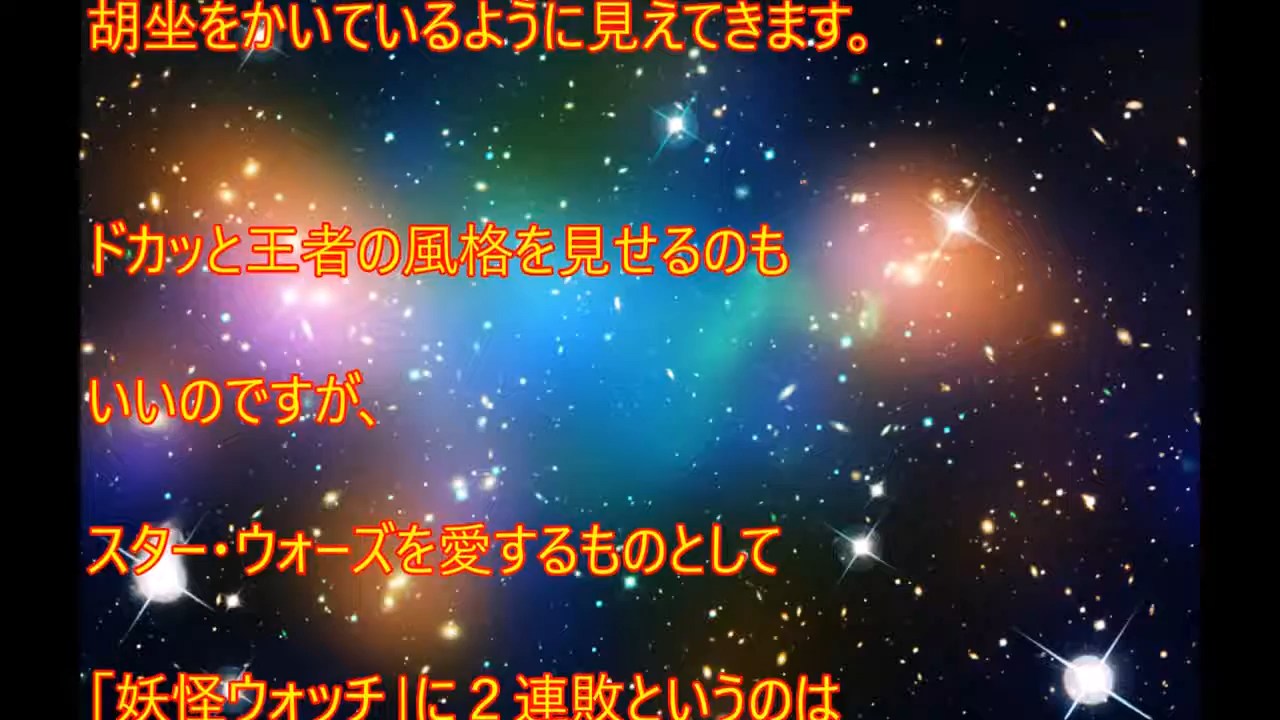 胡坐をかいているように見えてきます。
ドカッと王者の風格を見せるのも
いいのですが、
スター・ウォーズを愛するものとして
「妖怪ウォッチ」に２連敗というのは